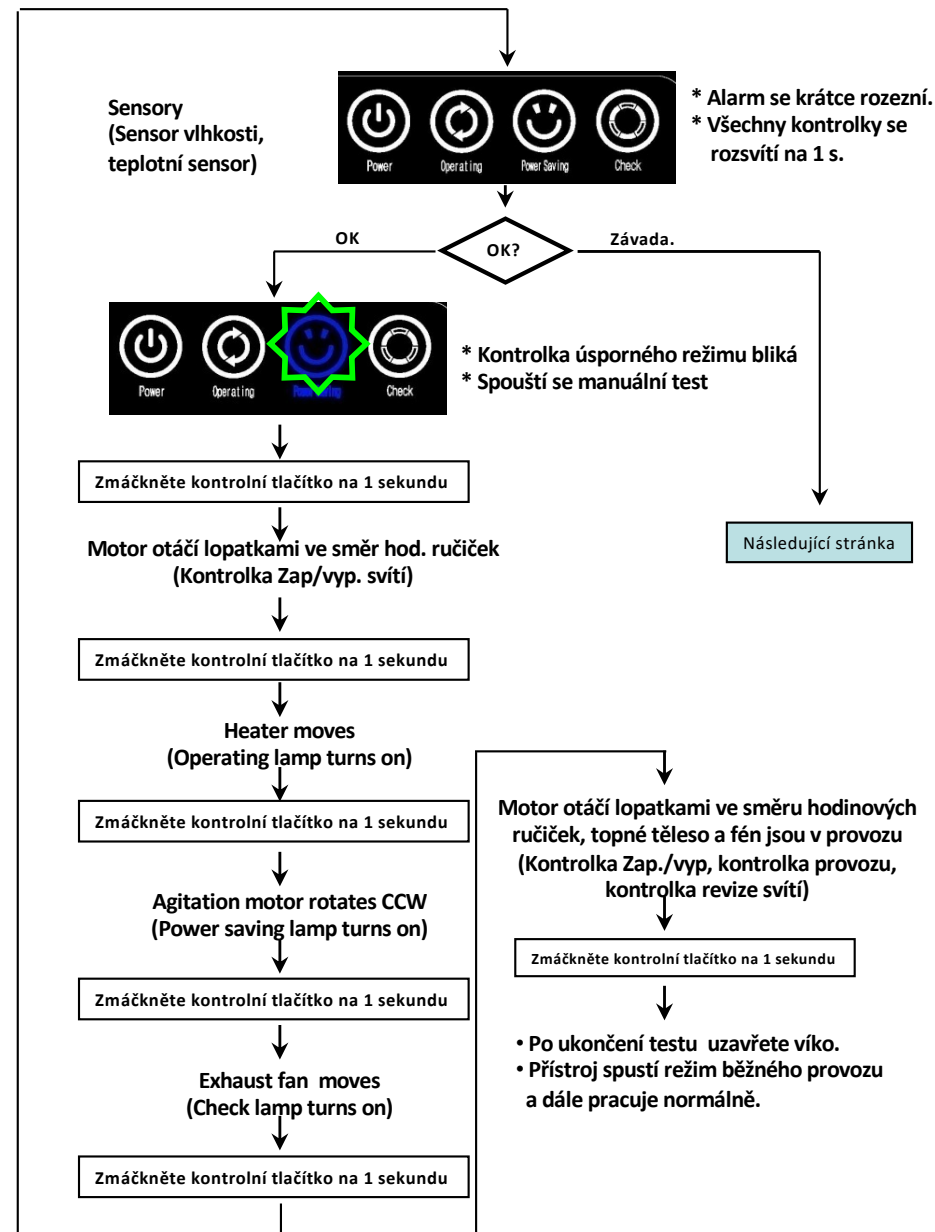 Sensory
(Sensor vlhkosti,
teplotní sensor)
Power
Operating
Power Saving
Check
* Alarm se krátce rozezní.
* Všechny kontrolky se
rozsvítí na 1 s.
OK
OK?
Závada.
Power
Operating
Power Saving
Check
* Kontrolka úsporného režimu bliká
* Spouští se manuální test
Zmáčkněte kontrolní tlačítko na 1 sekundu
Motor otáčí lopatkami ve směr hod. ručiček
(Kontrolka Zap/vyp. svítí)
Zmáčkněte kontrolní tlačítko na 1 sekundu
Heater moves
(Operating lamp turns on)
Zmáčkněte kontrolní tlačítko na 1 sekundu
Agitation motor rotates CCW
(Power saving lamp turns on)
Zmáčkněte kontrolní tlačítko na 1 sekundu
Exhaust fan moves
(Check lamp turns on)
Zmáčkněte kontrolní tlačítko na 1 sekundu
Následující stránka
Motor otáčí lopatkami ve směru hodinových
ručiček, topné těleso a fén jsou v provozu
(Kontrolka Zap./vyp, kontrolka provozu,
kontrolka revize svítí)
Zmáčkněte kontrolní tlačítko na 1 sekundu
• Po ukončení testu uzavřete víko.
• Přístroj spustí režim běžného provozu
a dále pracuje normálně.